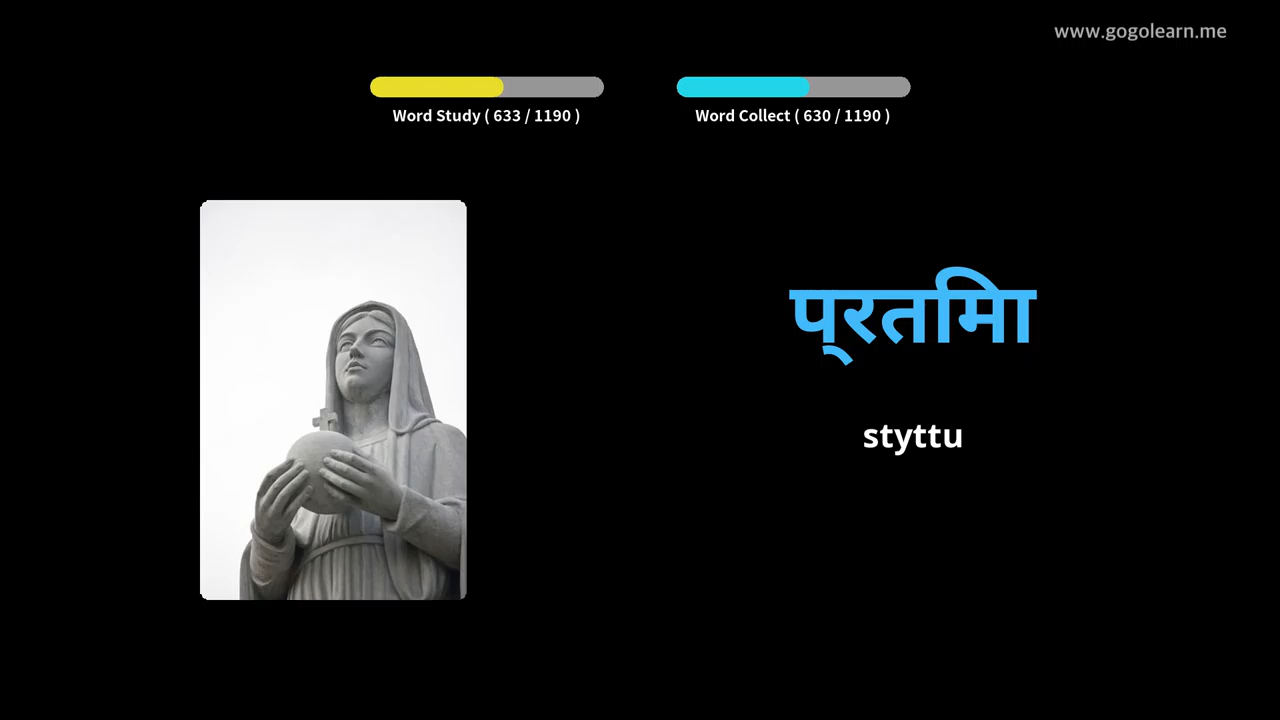 www.gogolearn.me
Word Study ( 633 / 1190 )
Word Collect ( 630 / 1190 )
प्रतिमा
styttu